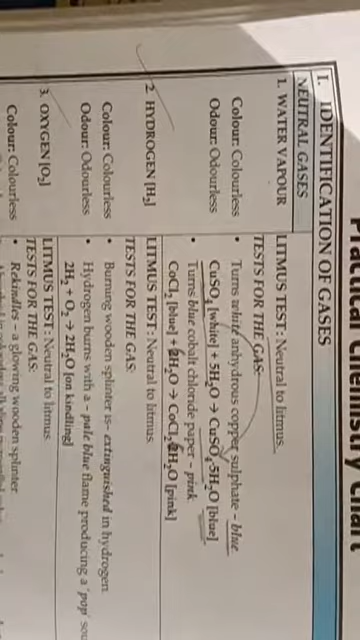 Practical Chemistry Chart
I. IDENTIFICATION OF GASES
NEUTRAL GASES
1. WATER VAPOUR
Colour: Colourless
Odour: Odourless
LITMUS TEST: Neutral to litmus.
TESTS FOR THE GAS:
• Turns white anhydrous copper sulphate – blue
CuSO₄ [white] + 5H₂O → CuSO₄.5H₂O [blue]
• Turns blue cobalt chloride paper – pink
CoCl₂ [blue] + 2H₂O → CoCl₂.2H₂O [pink]
2. HYDROGEN [H₂]
Colour: Colourless
Odour: Odourless
LITMUS TEST: Neutral to litmus
TESTS FOR THE GAS:
• Burning wooden splinter is- extinguished in hydrogen
• Hydrogen burns with a - pale blue flame producing a 'pop'
2H₂ + O₂ → 2H₂O [on kindling]
3. OXYGEN [O₂]
Colour: Colourless
LITMUS TEST: Neutral to litmus
TESTS FOR THE GAS:
• Rekindles – a glowing wooden splinter